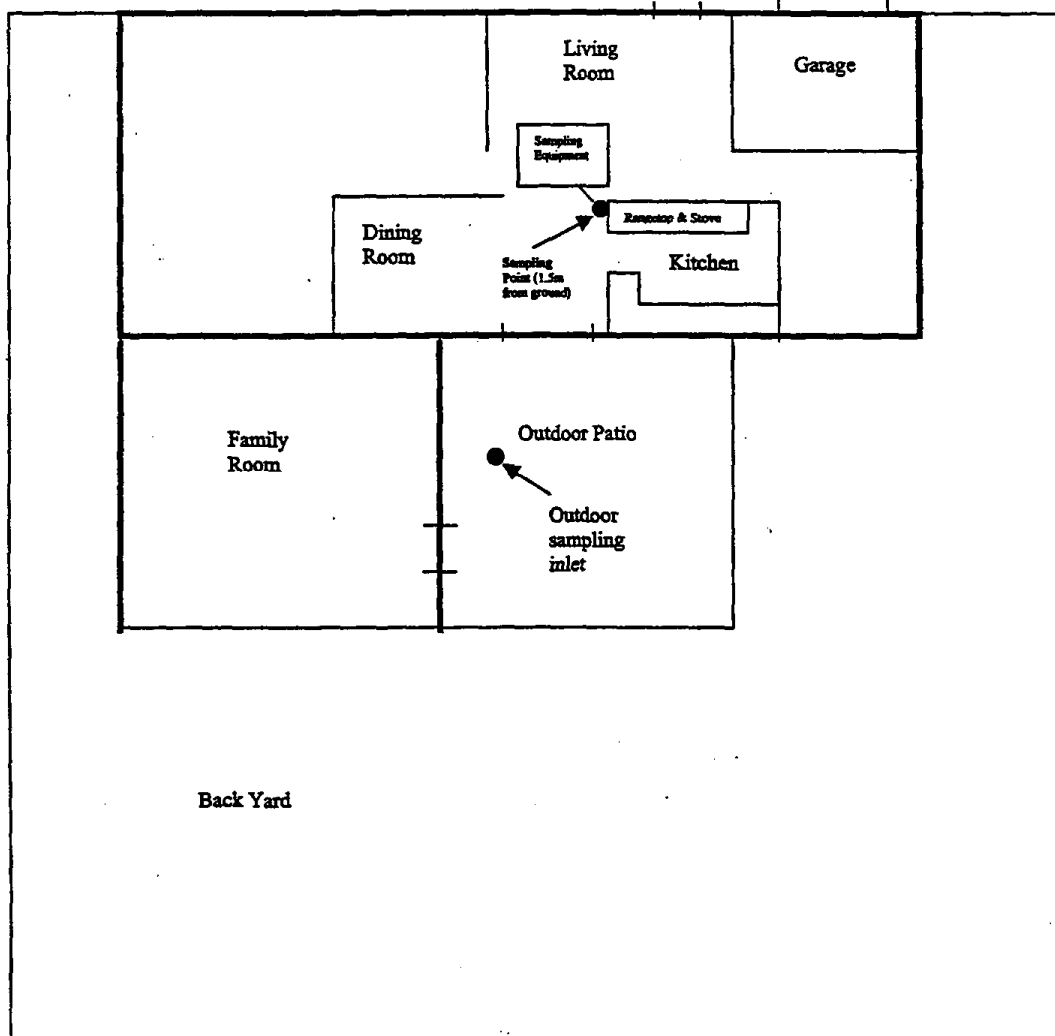 Living
Room
Garage
Sampling
Equipment
Rangetop & Stove
Dining
Room
Kitchen
Sampling
Point (1.5m
from ground)
Family
Room
Outdoor Patio
Outdoor
sampling
inlet
Back Yard